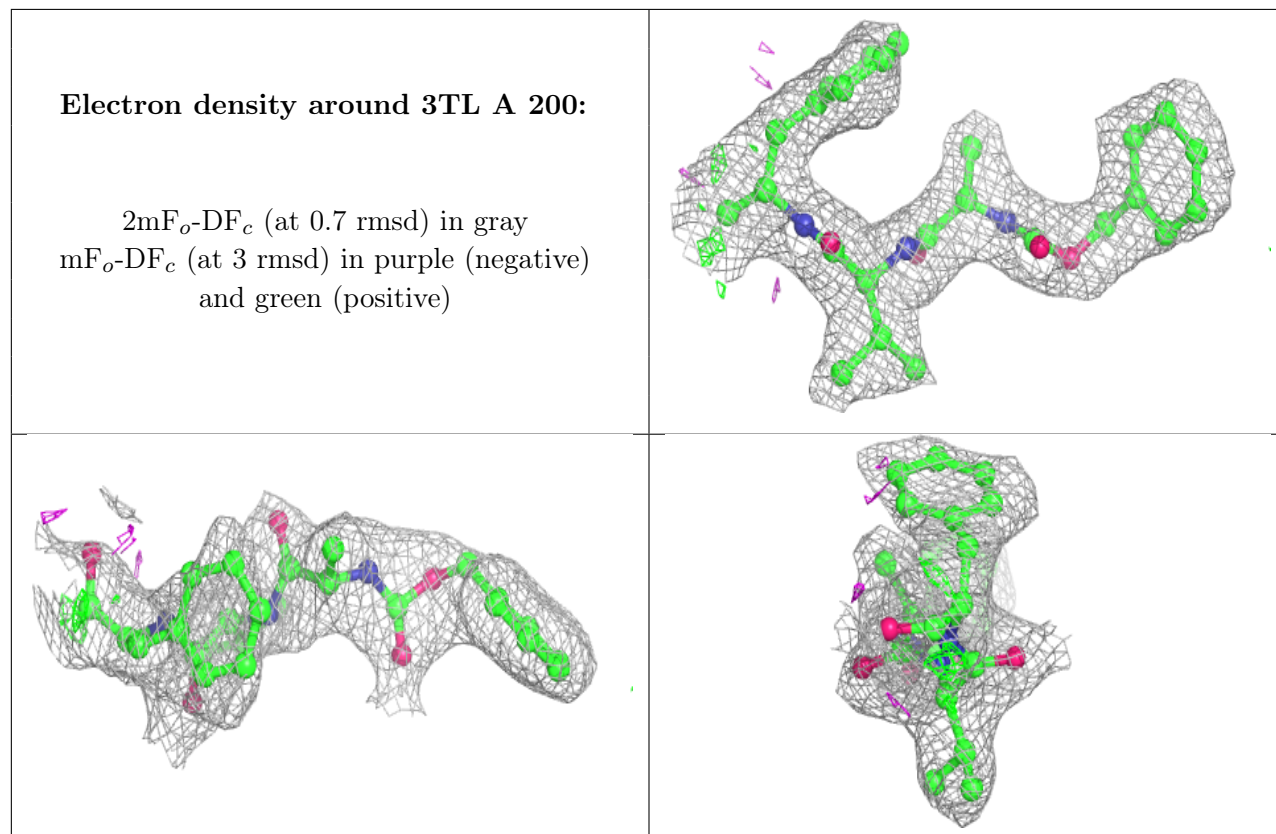 Electron density around 3TL A 200:
2mFo-DFc (at 0.7 rmsd) in gray
mFo-DFc (at 3 rmsd) in purple (negative)
and green (positive)